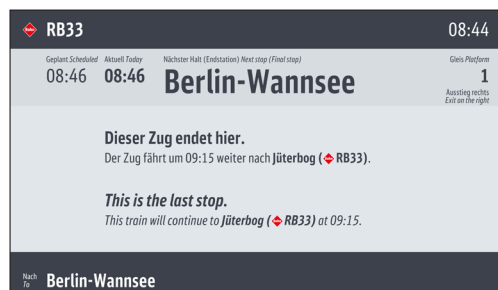 RB33
08:44
Geplant Scheduled
08:46
Aktuell Today
08:46
Nächster Halt (Endstation) Next stop (Final stop)
Berlin-Wannsee
Gleis Platform
1
Ausstieg rechts
Exit on the right
Dieser Zug endet hier.
Der Zug fährt um 09:15 weiter nach Jüterbog (RB33).
This is the last stop.
This train will continue to Jüterbog (RB33) at 09:15.
Nach
To
Berlin-Wannsee